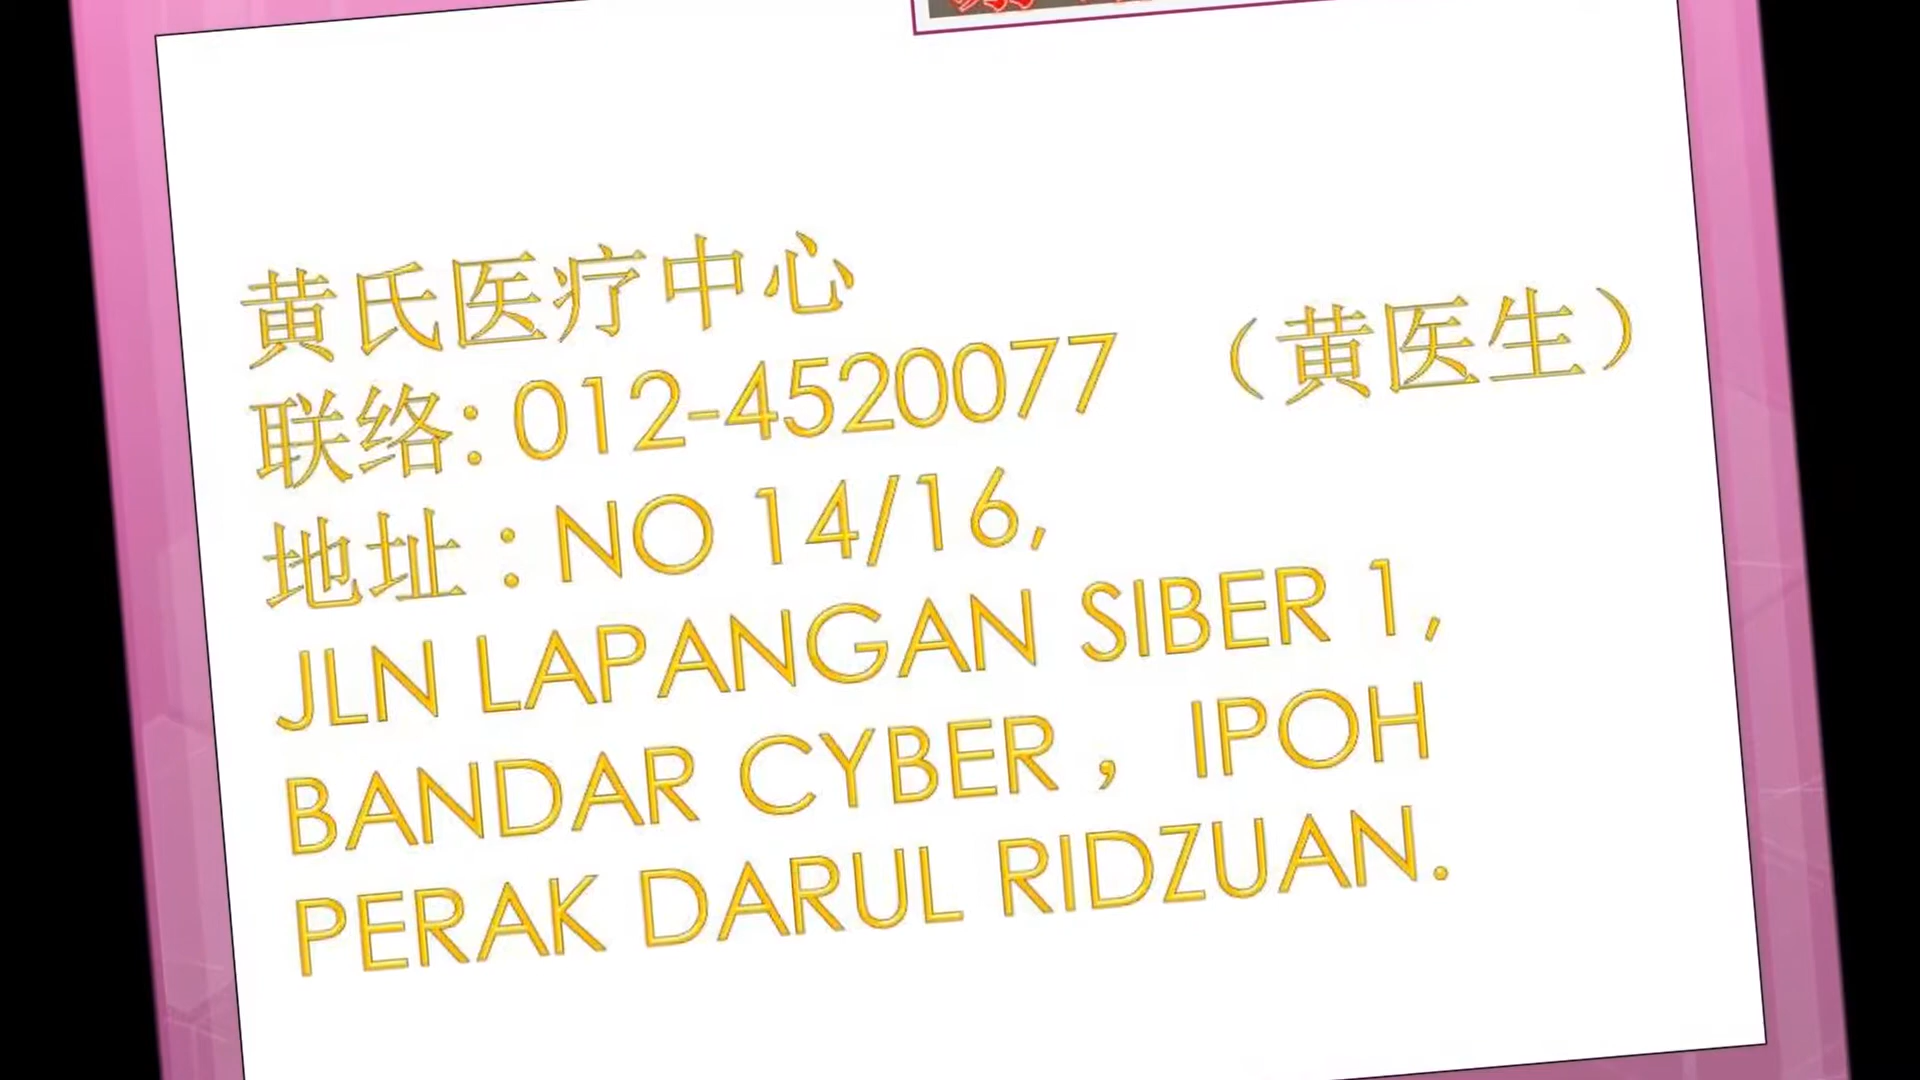 黄氏医疗中心
联络: 012-4520077 （黄医生）
地址 : NO 14/16,
JLN LAPANGAN SIBER 1,
BANDAR CYBER ， IPOH
PERAK DARUL RIDZUAN.